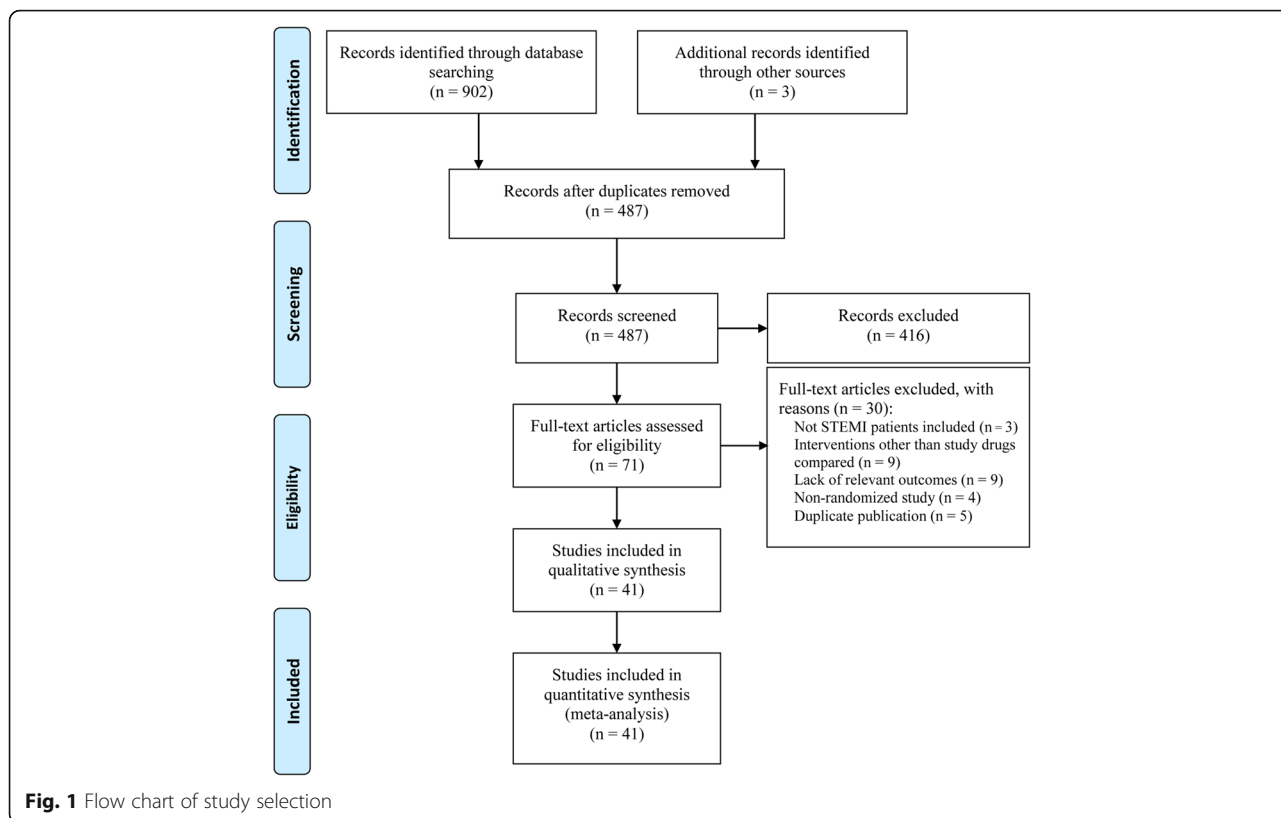 Identification
Records identified through database
searching
(n = 902)
Additional records identified
through other sources
(n = 3)
Records after duplicates removed
(n = 487)
Screening
Records screened
(n = 487)
Records excluded
(n = 416)
Eligibility
Full-text articles assessed
for eligibility
(n = 71)
Full-text articles excluded, with
reasons (n = 30):
Not STEMI patients included (n = 3)
Interventions other than study drugs
compared (n = 9)
Lack of relevant outcomes (n = 9)
Non-randomized study (n = 4)
Duplicate publication (n = 5)
Studies included in
qualitative synthesis
(n = 41)
Included
Studies included in
quantitative synthesis
(meta-analysis)
(n = 41)
Fig. 1 Flow chart of study selection